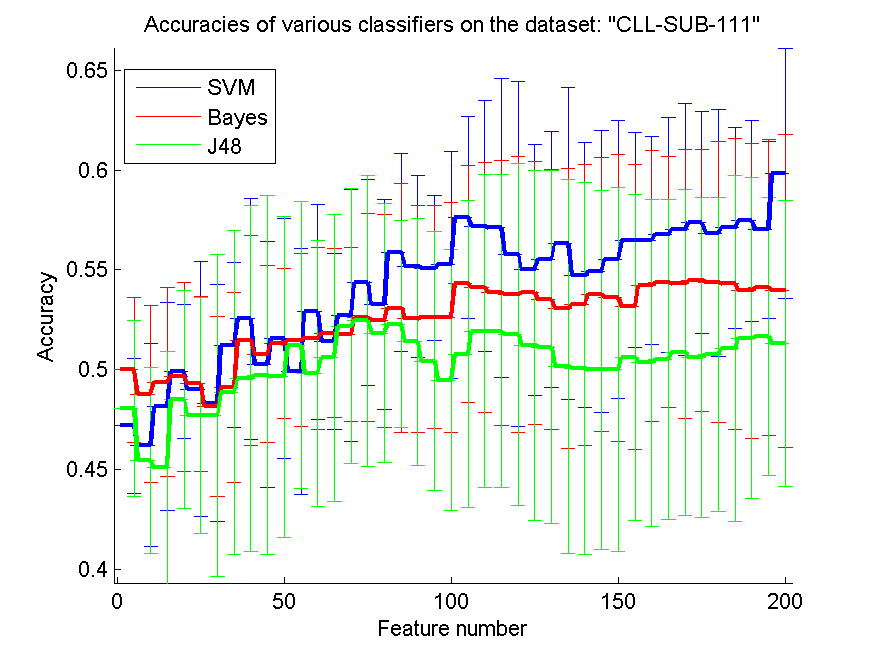 Accuracies of various classifiers on the dataset: "CLL-SUB-111"
0.65
SVM
Bayes
J48
0.6
0.55
Accuracy
0.5
0.45
0.4
0
50
100
150
200
Feature number